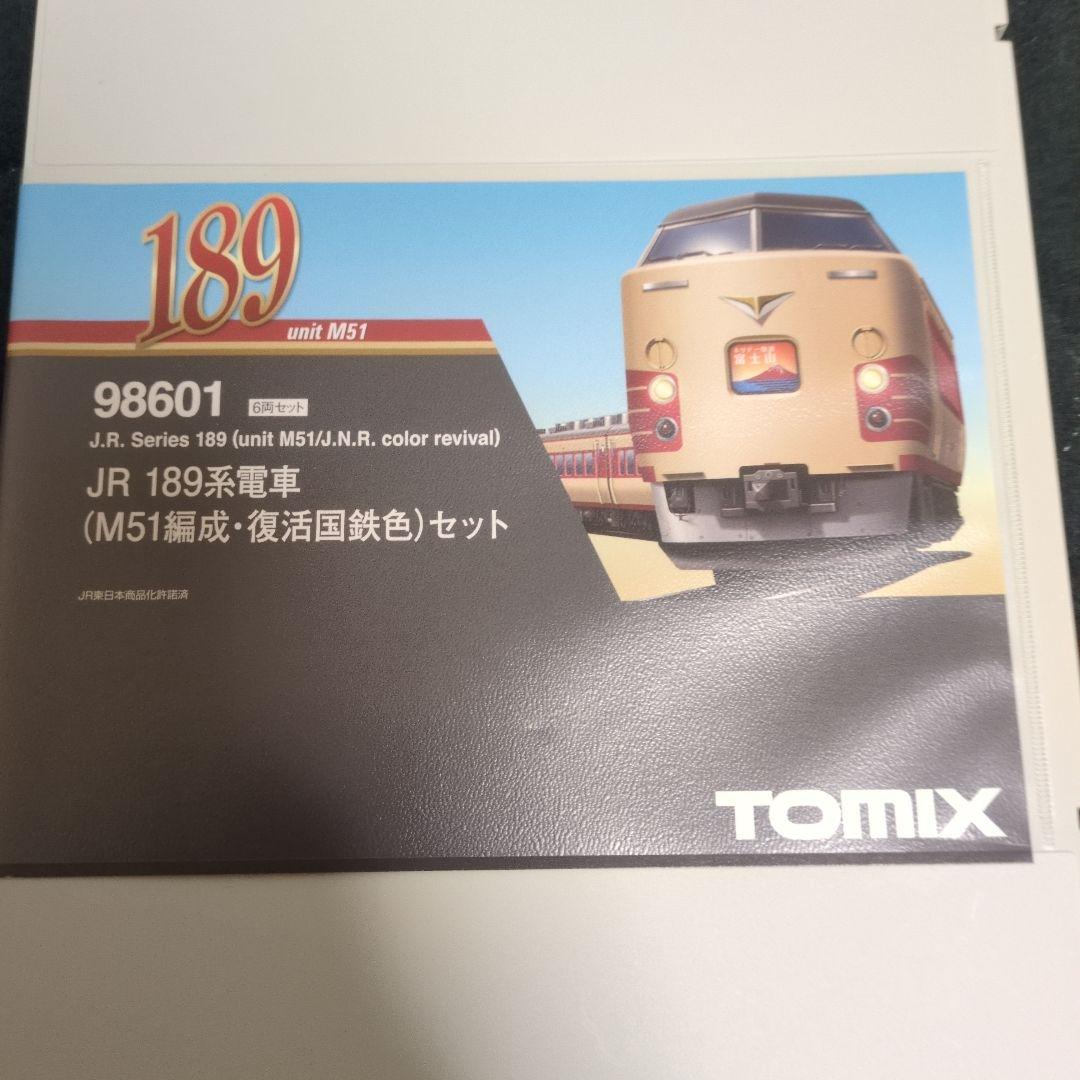 189
unit M51
98601 6両セット
J.R. Series 189 (unit M51/J.N.R. color revival)
JR 189系電車
(M51編成・復活国鉄色)セット
JR東日本商品化許諾済
富士山
TOMIX